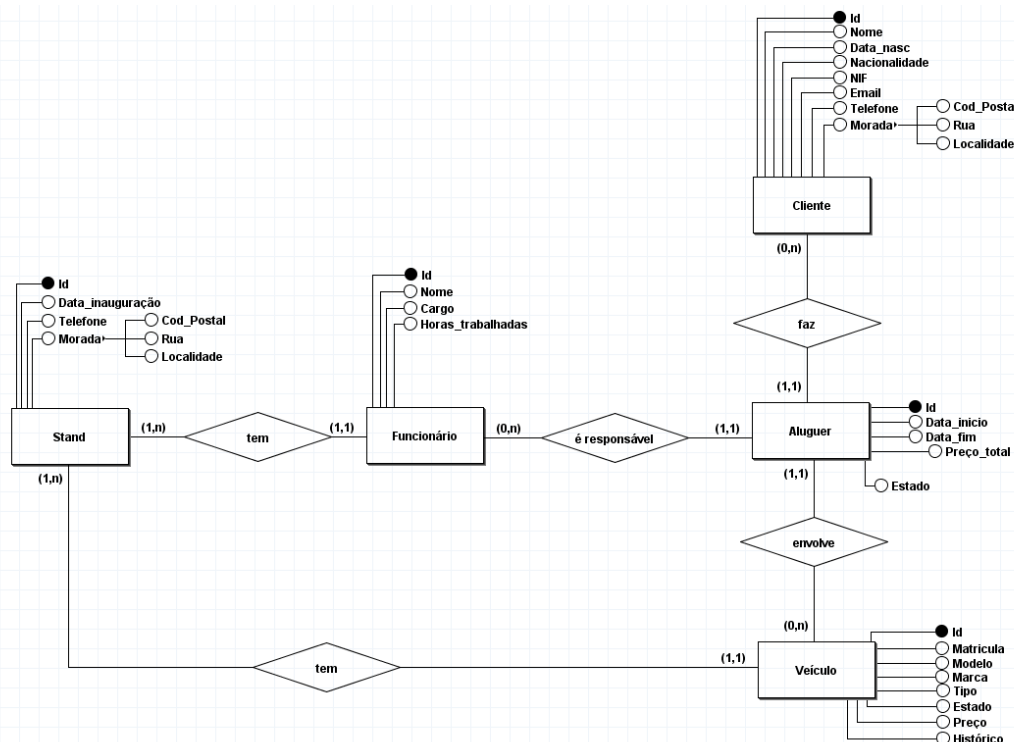 Id
Nome
Data_nasc
Nacionalidade
NIF
Email
Telefone
Morada
Cod_Posta
Rua
Localidade
Cliente
(0,n)
faz
(1,1)
Id
Data_inauguração
Telefone
Morada
Cod_Postal
Rua
Localidade
Stand
(1,n)
tem
(1,1)
Id
Nome
Cargo
Horas_trabalhadas
Funcionário
(0,n)
é responsável
(1,1)
Aluguer
Id
Data_inicio
Data_fim
Preço_total
Estado
(1,1)
envolve
(0,n)
(1,n)
tem
(1,1)
Veículo
Id
Matricula
Modelo
Marca
Tipo
Estado
Preço
Histórico